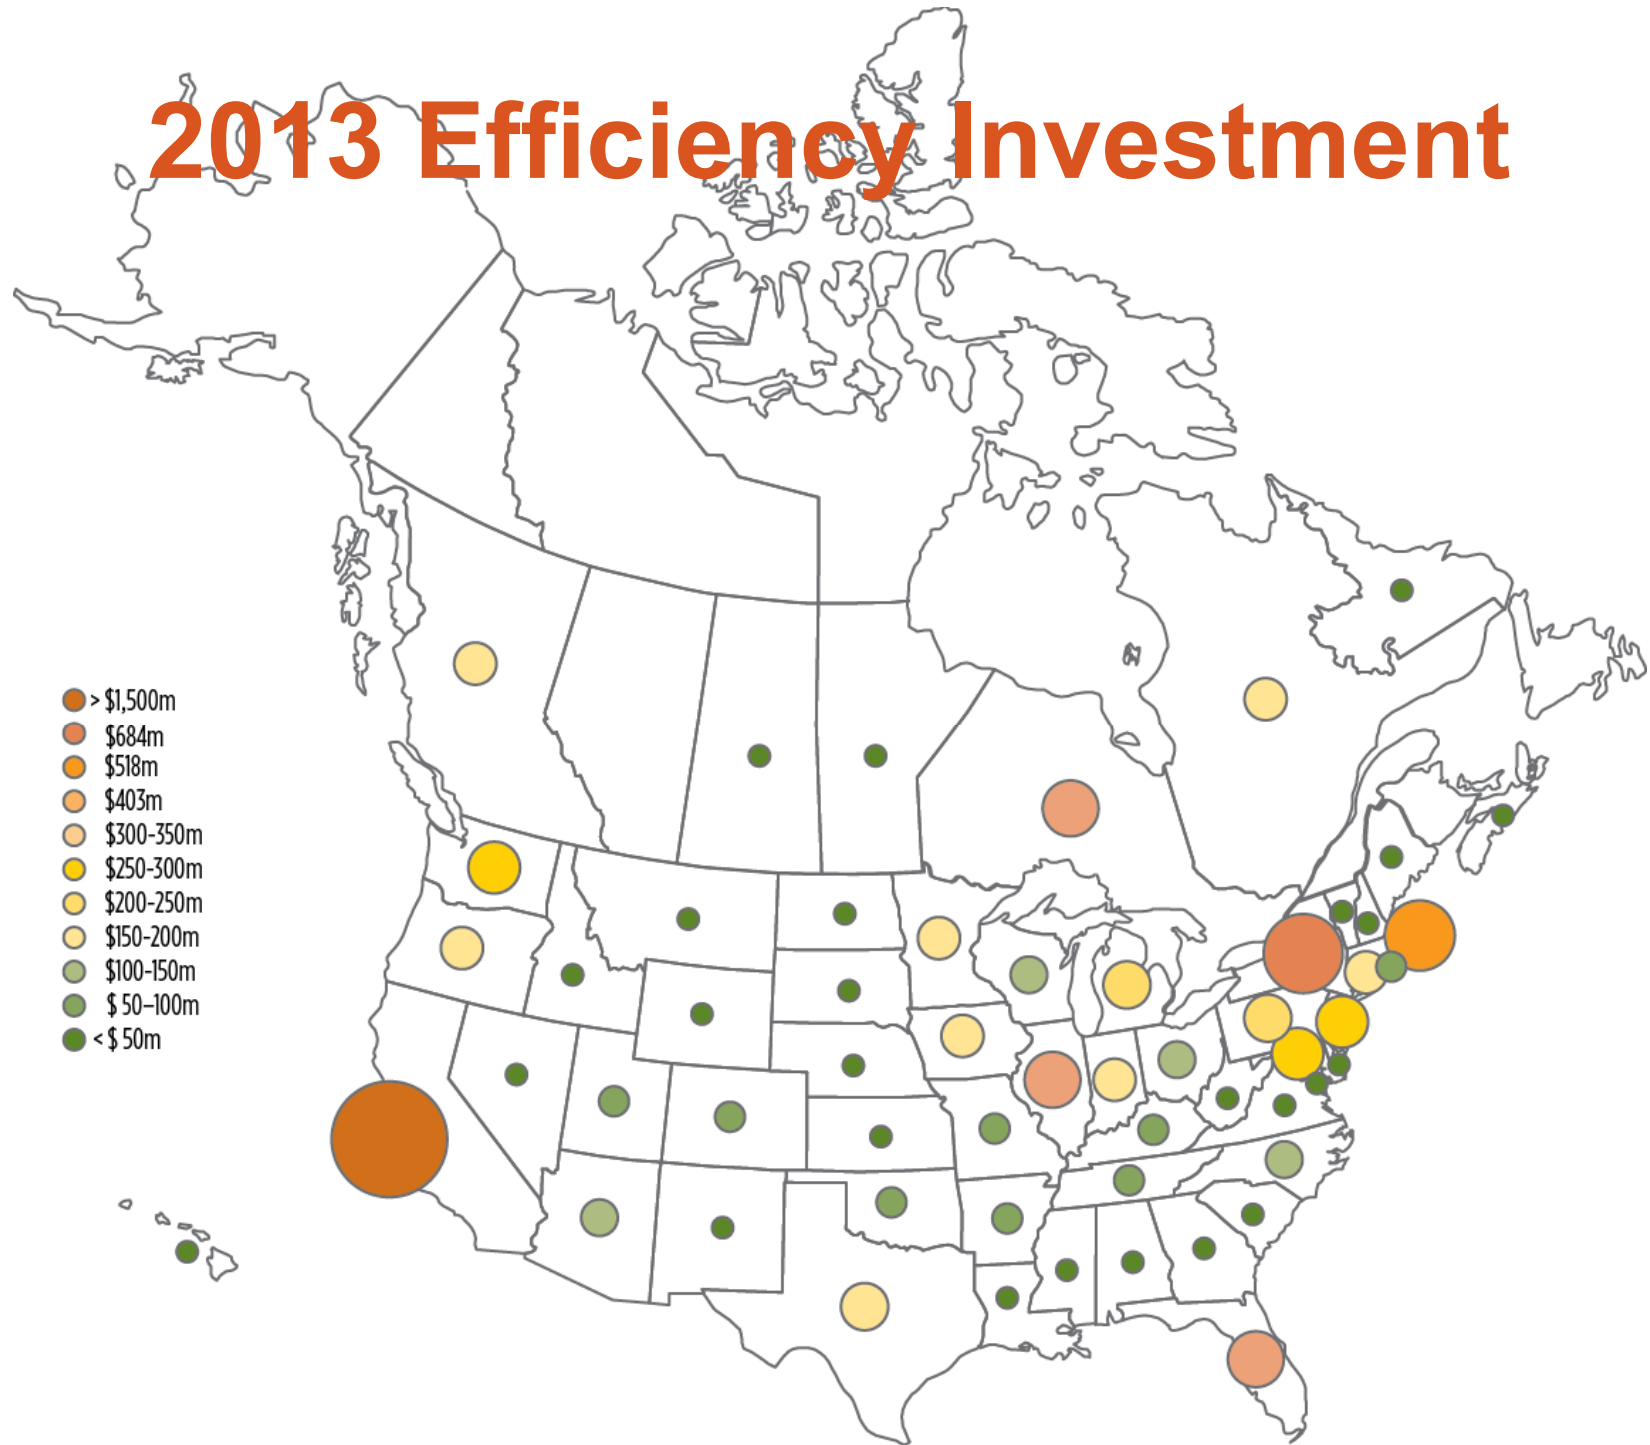 2013 Efficiency Investment
> $1,500m
$684m
$518m
$403m
$300-350m
$250-300m
$200-250m
$150-200m
$100-150m
$ 50–100m
< $ 50m